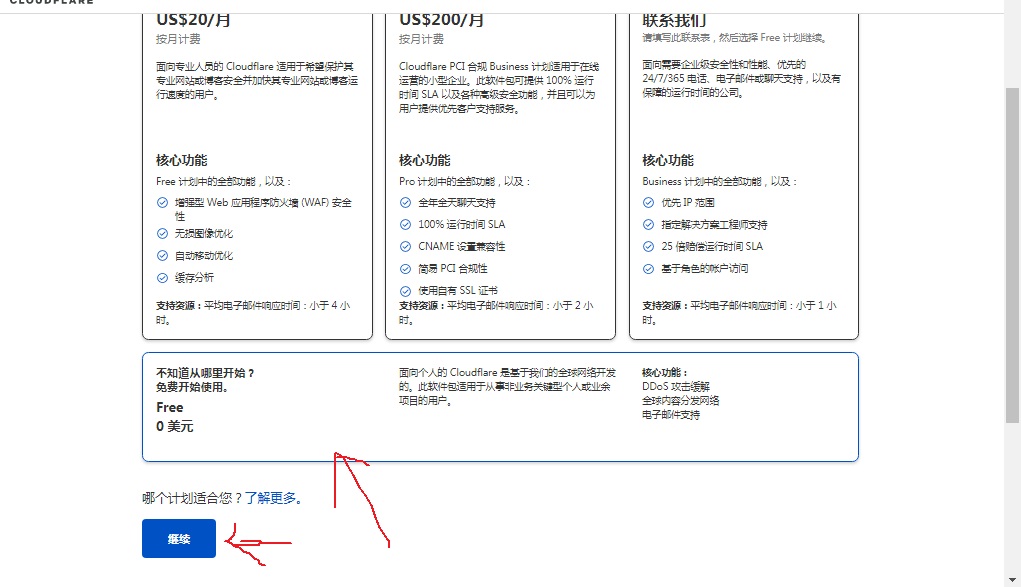 CLOUDFLARE
US$20/月
按月计费
面向专业人员的 Cloudflare 适用于希望保护其
专业网站或博客安全并加快其专业网站或博客运
行速度的用户。
核心功能
Free 计划中的全部功能，以及：
增强型 Web 应用程序防火墙 (WAF) 安全
性
无损图像优化
自动移动优化
缓存分析
支持资源：平均电子邮件响应时间：小于 4 小
时。
US$200/月
按月计费
Cloudflare PCI 合规 Business 计划适用于在线
运营的小型企业。此软件包可提供 100% 运行
时间 SLA 以及各种高级安全功能，并且可以为
用户提供优先客户支持服务。
核心功能
Pro 计划中的全部功能，以及：
全年全天聊天支持
100% 运行时间 SLA
CNAME 设置兼容性
简易 PCI 合规性
使用自有 SSL 证书
支持资源：平均电子邮件响应时间：小于 2 小
时。
联系我们
请填写此联系表，然后选择 Free 计划继续。
面向需要企业级安全性和性能、优先的
24/7/365 电话、电子邮件或聊天支持，以及有
保障的运行时间的公司。
核心功能
Business 计划中的全部功能，以及：
优先 IP 范围
指定解决方案工程师支持
25 倍赔偿运行时间 SLA
基于角色的帐户访问
支持资源：平均电子邮件响应时间：小于 1 小
时。
不知道从哪里开始？
免费开始使用。
Free
0 美元
面向个人的 Cloudflare 是基于我们的全球网络开发
的。此软件包适用于从事非业务关键型个人或业余
项目的用户。
核心功能：
DDoS 攻击缓解
全球内容分发网络
电子邮件支持
哪个计划适合您？了解更多。
继续